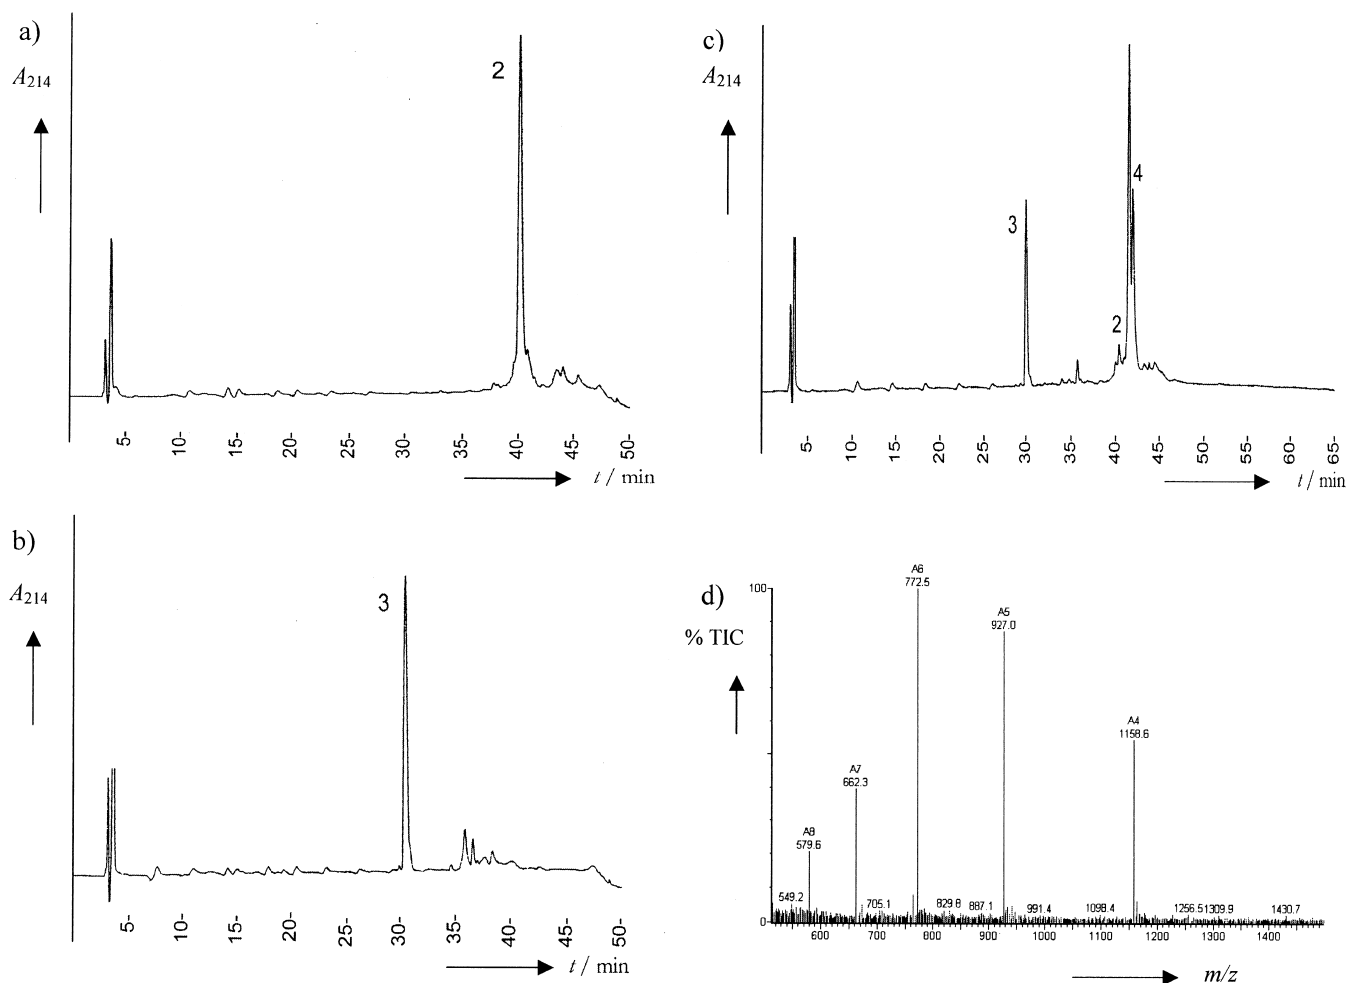 a)
A214
2
5- 10- 15- 20- 25- 30- 35- 40- 45- 50-
t / min
b)
A214
3
5- 10- 15- 20- 25- 30- 35- 40- 45- 50-
t / min
c)
A214
3
2
4
5- 10- 15- 20- 25- 30- 35- 40- 45- 50- 55- 60- 65-
t / min
d)
% TIC
100
0
A6
772.5
A5
927.0
A4
1158.6
A7
662.3
A8
579.6
549.2 705.1 829.8 887.1 991.4 1098.4 1256.5 1309.9 1430.7
600 700 800 900 1000 1100 1200 1300 1400
m/z